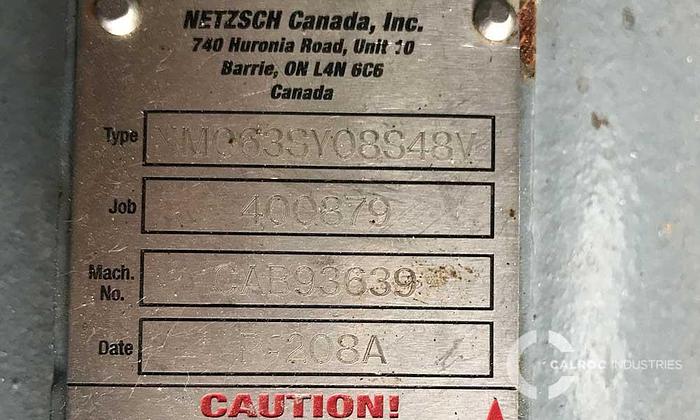 NETZSCH Canada, Inc.
740 Huronia Road, Unit 10
Barrie, ON L4N 6C6
Canada
Type NM063SY08S48V
Job 400879
Mach. No. CAB93639
Date
CAUTION!
CALROC INDUSTRIES